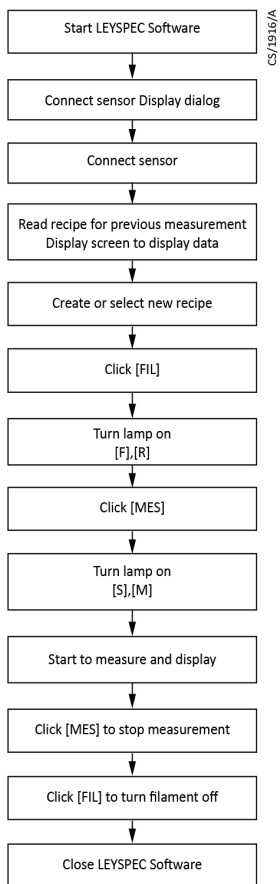 Start LEYSPEC Software
CS/1916/A
Connect sensor Display dialog
Connect sensor
Read recipe for previous measurement
Display screen to display data
Create or select new recipe
Click [FIL]
Turn lamp on
[F],[R]
Click [MES]
Turn lamp on
[S],[M]
Start to measure and display
Click [MES] to stop measurement
Click [FIL] to turn filament off
Close LEYSPEC Software